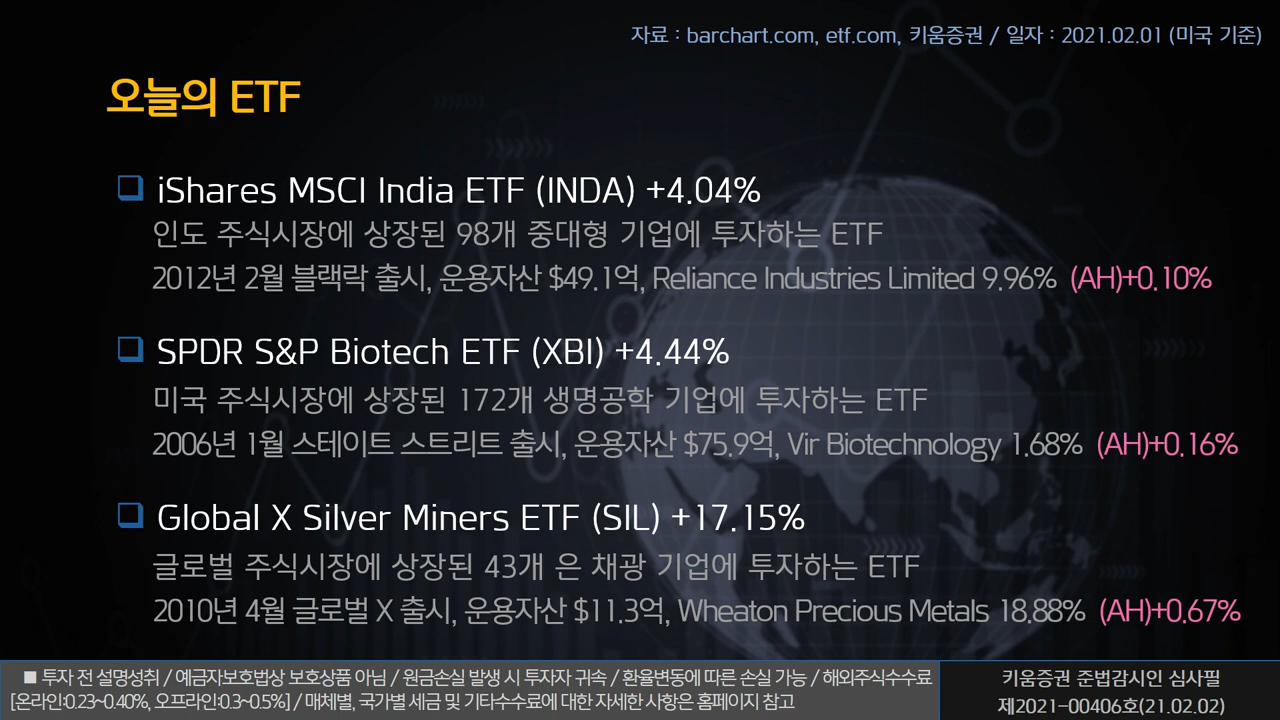 자료 : barchart.com, etf.com, 키움증권 / 일자 : 2021.02.01 (미국 기준)
오늘의 ETF
❑ iShares MSCI India ETF (INDA) +4.04%
인도 주식시장에 상장된 98개 중대형 기업에 투자하는 ETF
2012년 2월 블랙락 출시, 운용자산 $49.1억, Reliance Industries Limited 9.96% (AH)+0.10%
❑ SPDR S&P Biotech ETF (XBI) +4.44%
미국 주식시장에 상장된 172개 생명공학 기업에 투자하는 ETF
2006년 1월 스테이트 스트리트 출시, 운용자산 $75.9억, Vir Biotechnology 1.68% (AH)+0.16%
❑ Global X Silver Miners ETF (SIL) +17.15%
글로벌 주식시장에 상장된 43개 은 채광 기업에 투자하는 ETF
2010년 4월 글로벌 X 출시, 운용자산 $11.3억, Wheaton Precious Metals 18.88% (AH)+0.67%
■ 투자 전 설명성취 / 예금자보호법상 보호상품 아님 / 원금손실 발생 시 투자자 귀속 / 환율변동에 따른 손실 가능 / 해외주식수수료
[온라인:0.23~0.40%, 오프라인:0.3~0.5%] / 매체별, 국가별 세금 및 기타수수료에 대한 자세한 사항은 홈페이지 참고
키움증권 준법감시인 심사필
제2021-00406호(21.02.02)